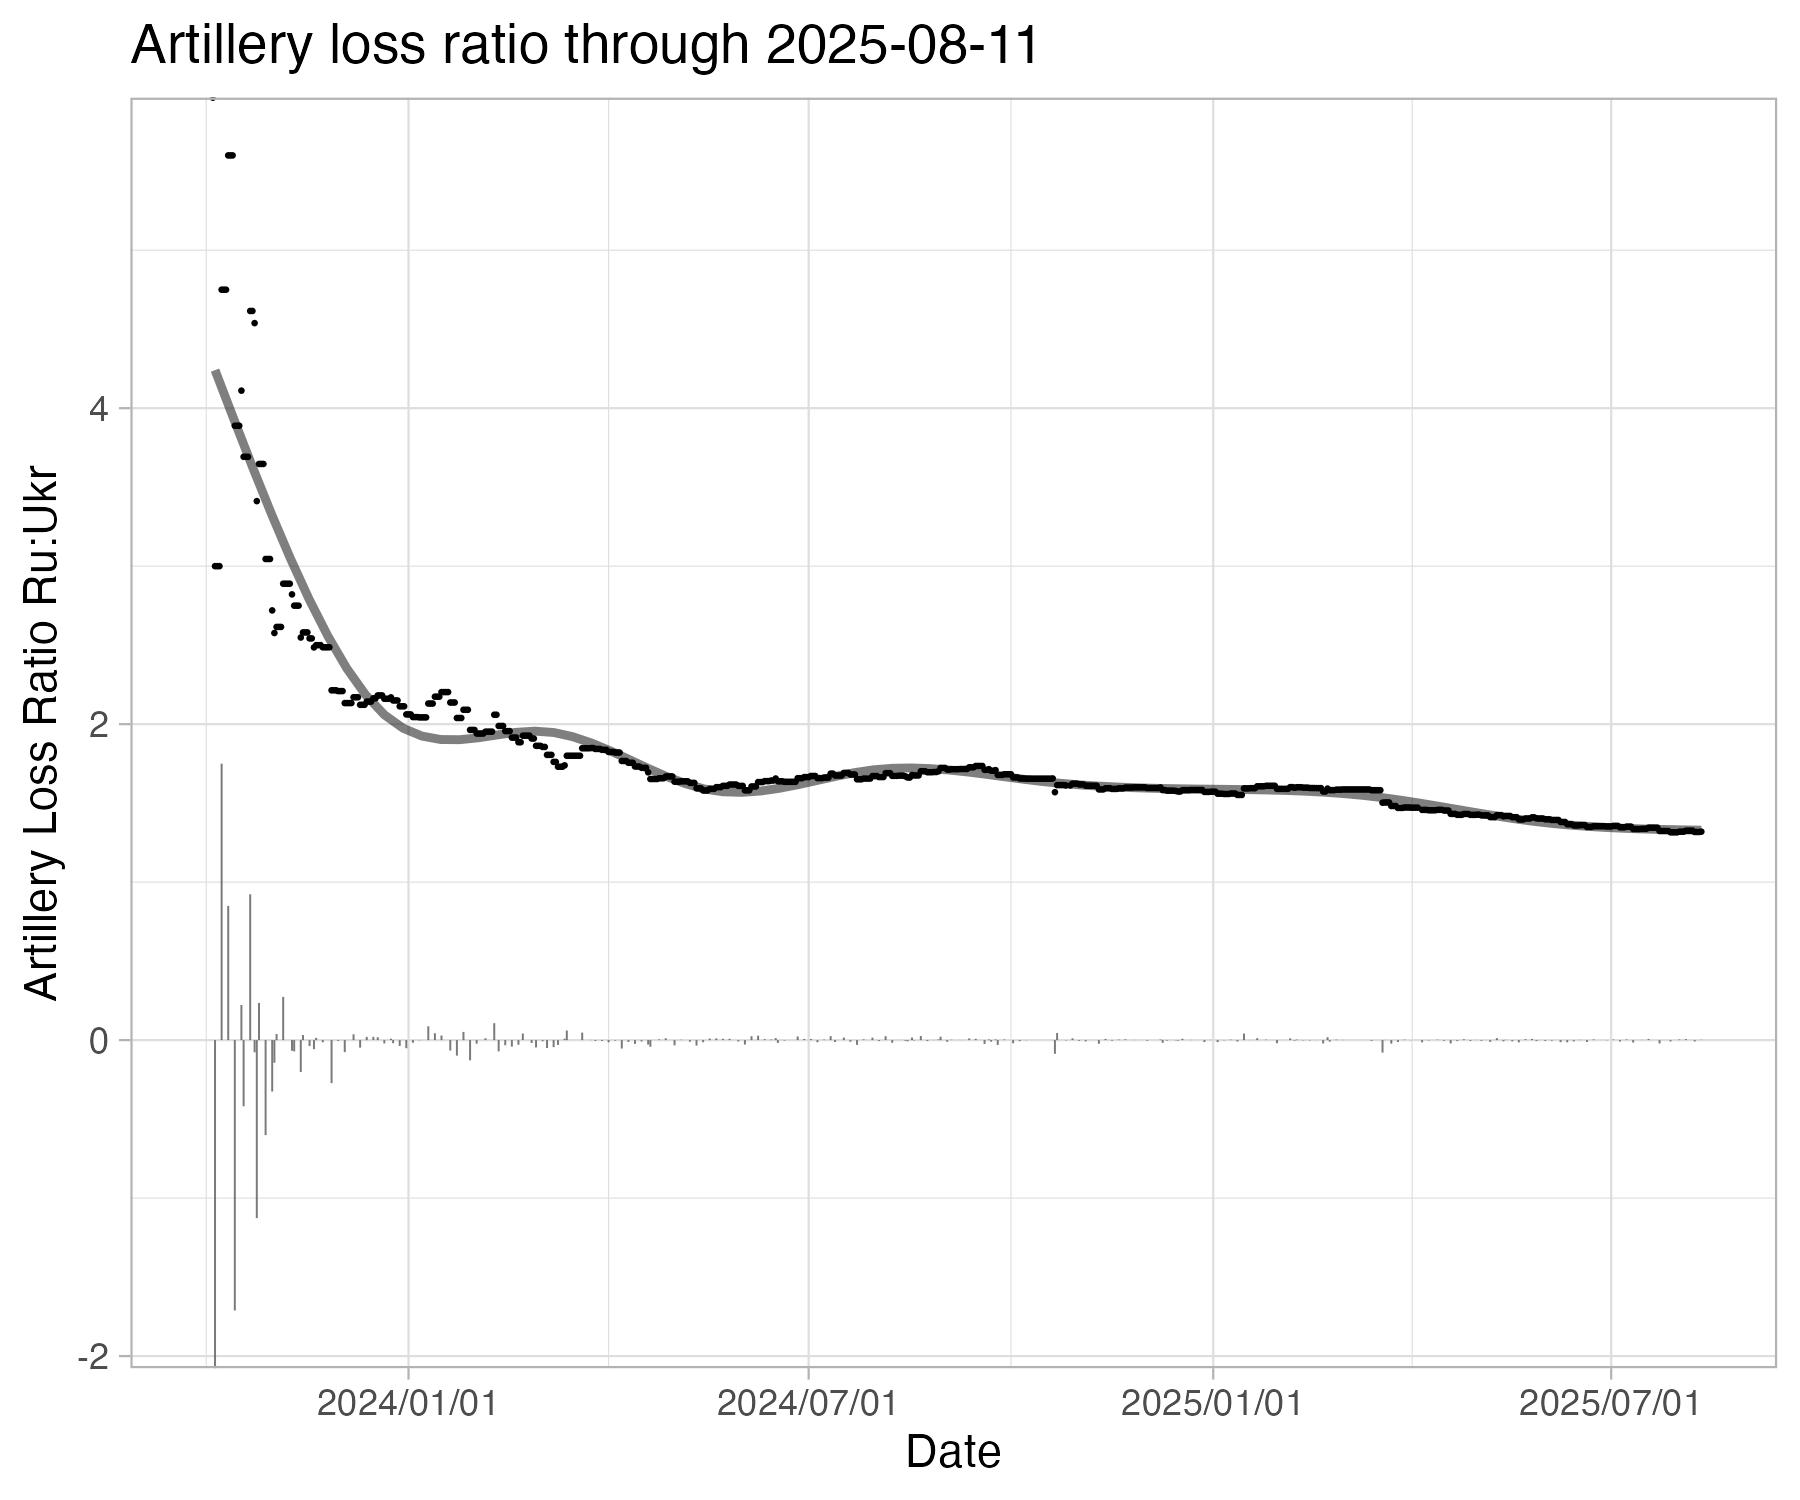 Artillery loss ratio through 2025-08-11
Artillery Loss Ratio Ru:Ukr
4
2
0
-2
2024/01/01
2024/07/01
2025/01/01
2025/07/01
Date